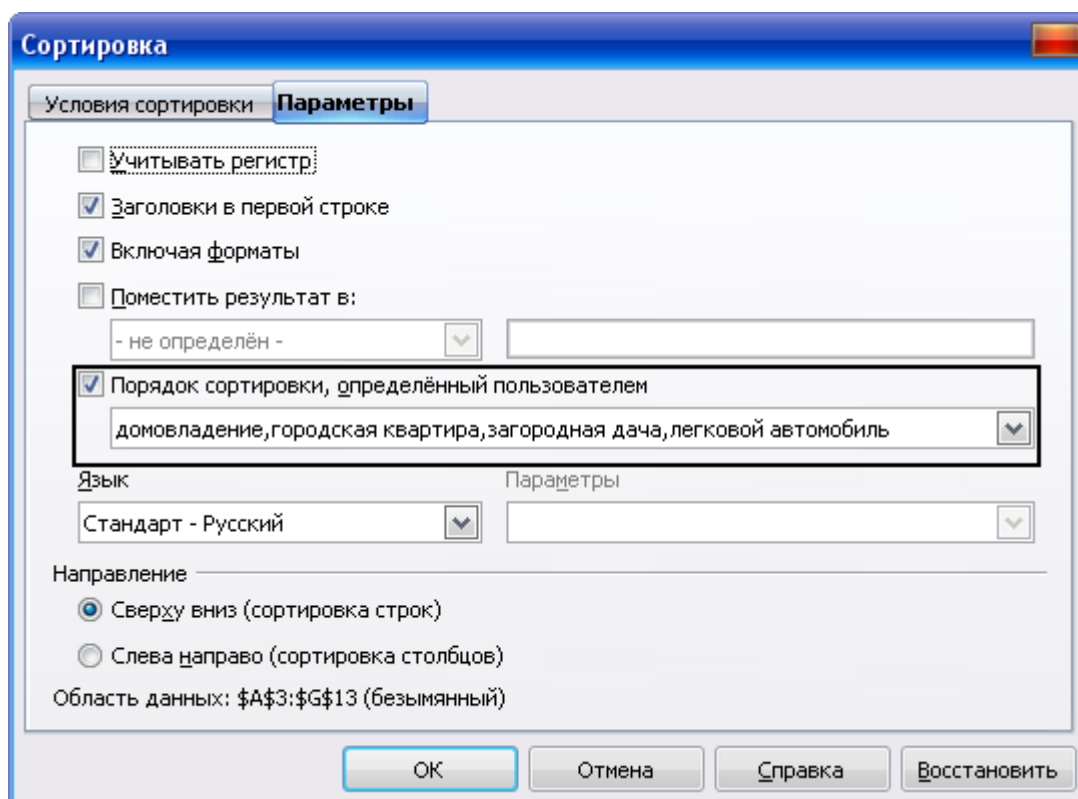 Сортировка
Условия сортировки Параметры
Учитывать регистр
Заголовки в первой строке
Включая форматы
Поместить результат в:
- не определён -
Порядок сортировки, определённый пользователем
домовладение,городская квартира,загородная дача,легковой автомобиль
Язык Параметры
Стандарт - Русский
Направление
Сверху вниз (сортировка строк)
Слева направо (сортировка столбцов)
Область данных: $A$3:$G$13 (безымянный)
ОК Отмена Справка Восстановить